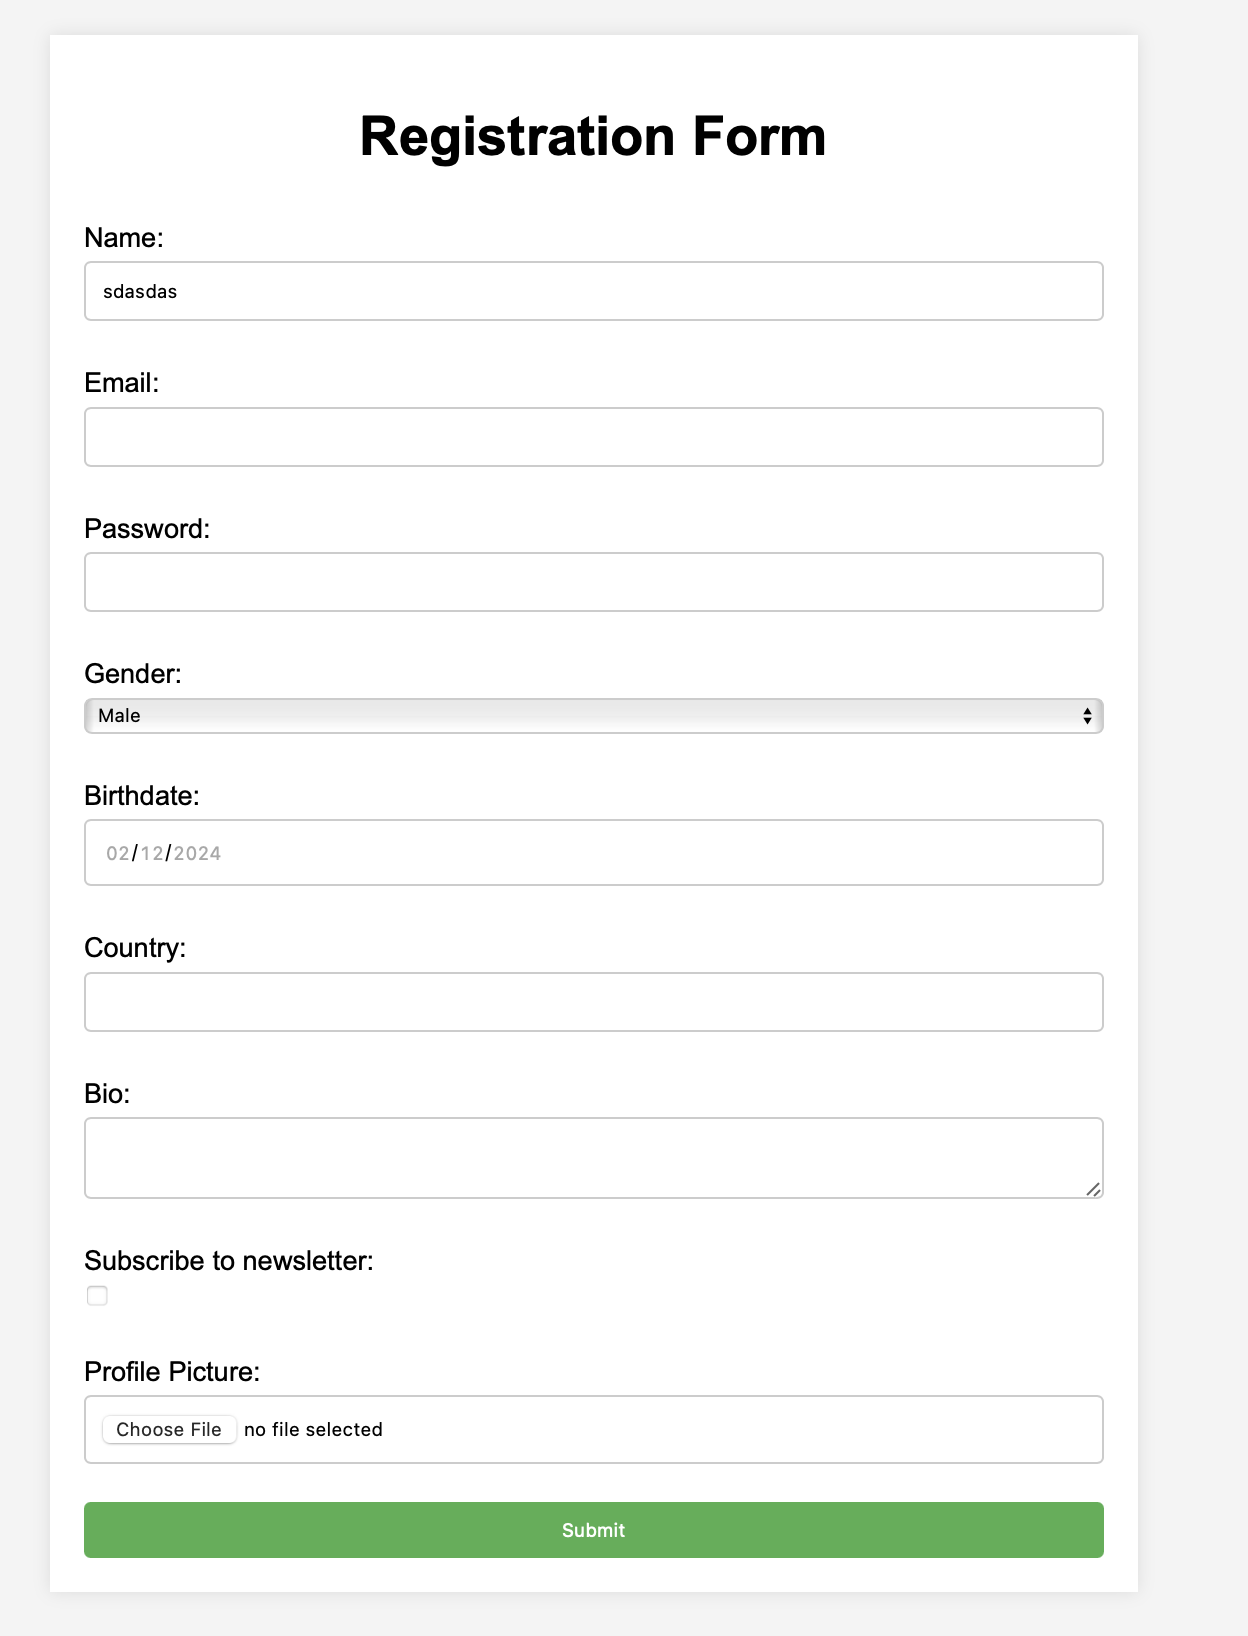 Registration Form
Name:
sdasdas
Email:
Password:
Gender:
Male
Birthdate:
02/12/2024
Country:
Bio:
Subscribe to newsletter:
Profile Picture:
Choose File no file selected
Submit